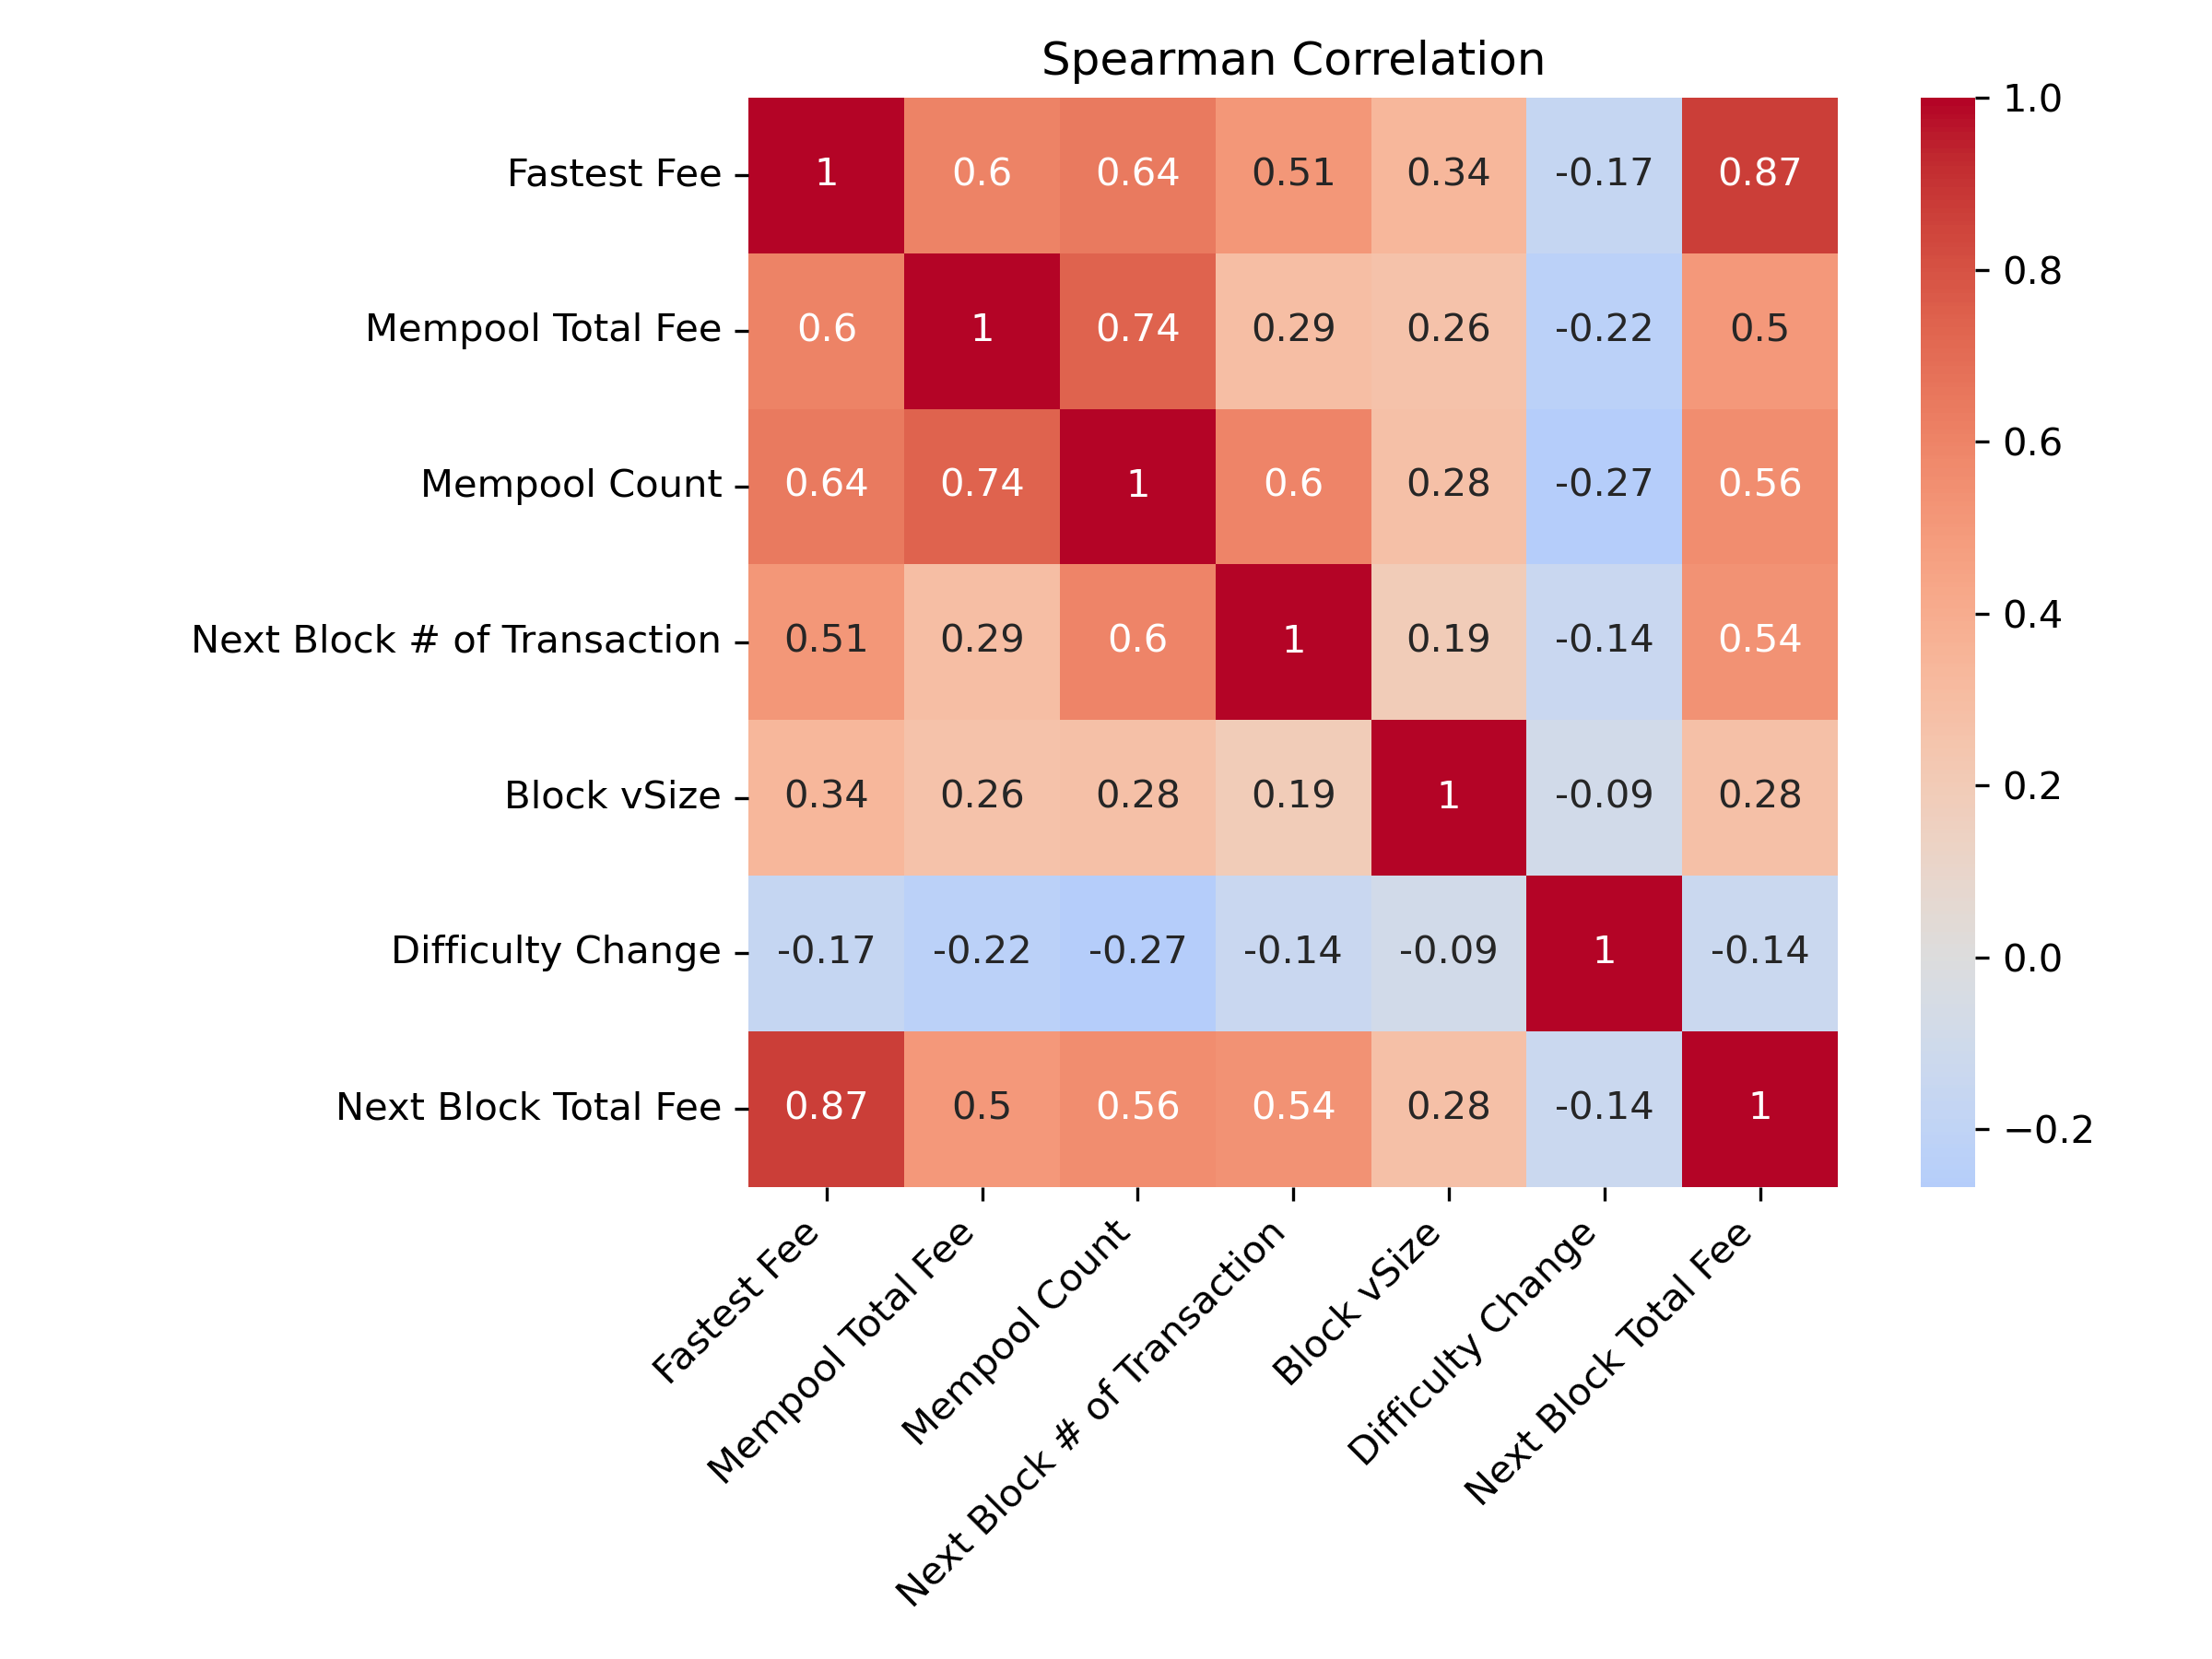 Spearman Correlation
Fastest Fee 1 0.6 0.64 0.51 0.34 -0.17 0.87
Mempool Total Fee 0.6 1 0.74 0.29 0.26 -0.22 0.5
Mempool Count 0.64 0.74 1 0.6 0.28 -0.27 0.56
Next Block # of Transaction 0.51 0.29 0.6 1 0.19 -0.14 0.54
Block vSize 0.34 0.26 0.28 0.19 1 -0.09 0.28
Difficulty Change -0.17 -0.22 -0.27 -0.14 -0.09 1 -0.14
Next Block Total Fee 0.87 0.5 0.56 0.54 0.28 -0.14 1
Fastest Fee
Mempool Total Fee
Mempool Count
Next Block # of Transaction
Block vSize
Difficulty Change
Next Block Total Fee
1.0
0.8
0.6
0.4
0.2
0.0
−0.2